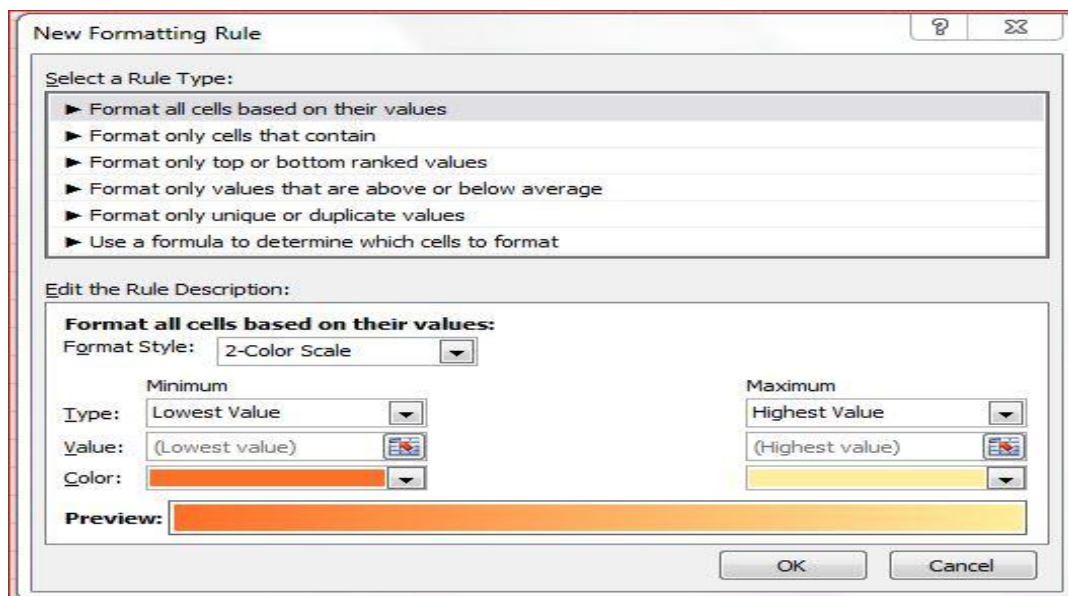 New Formatting Rule
Select a Rule Type:
► Format all cells based on their values
► Format only cells that contain
► Format only top or bottom ranked values
► Format only values that are above or below average
► Format only unique or duplicate values
► Use a formula to determine which cells to format
Edit the Rule Description:
Format all cells based on their values:
Format Style: 2-Color Scale
Minimum Maximum
Type: Lowest Value Highest Value
Value: (Lowest value) (Highest value)
Color:
Preview:
OK Cancel